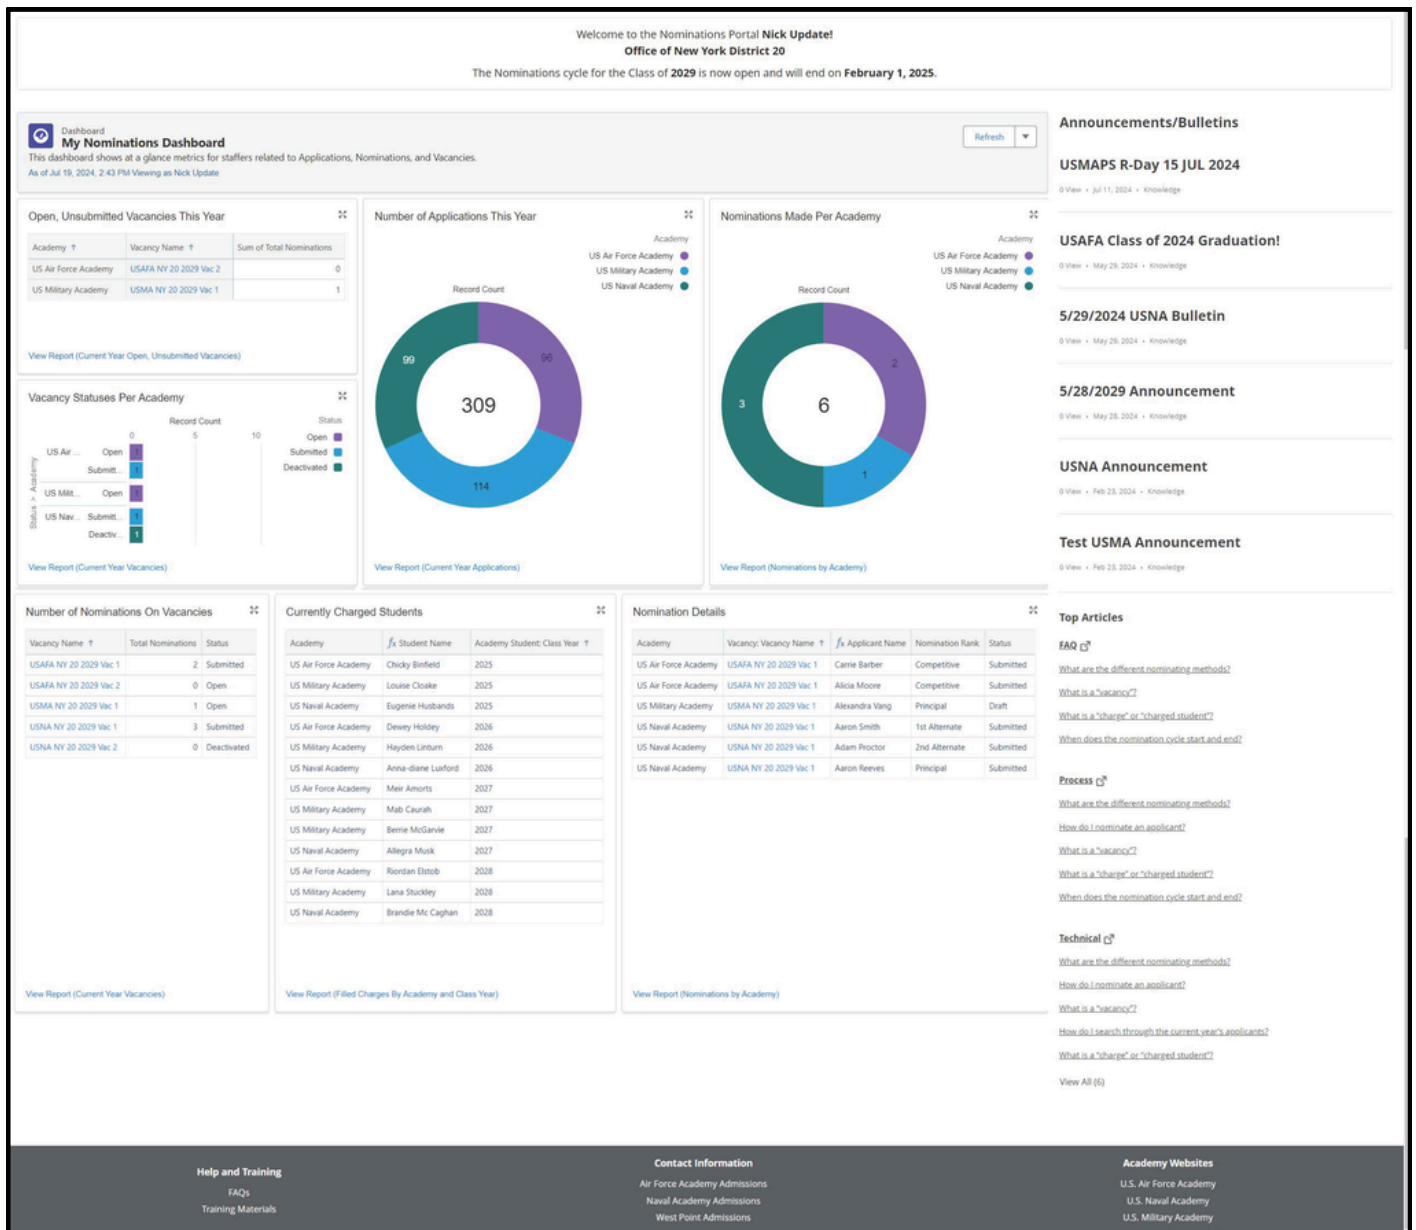 Welcome to the Nominations Portal Nick Update!
Office of New York District 20
The Nominations cycle for the Class of 2029 is now open and will end on February 1, 2025.
Dashboard
My Nominations Dashboard
This dashboard shows at a glance metrics for staffers related to Applications, Nominations, and Vacancies.
As of Jul 19, 2024, 2:43 PM Viewing as Nick Update
Refresh
Open, Unsubmitted Vacancies This Year
Academy ↑ Vacancy Name ↑ Sum of Total Nominations
US Air Force Academy USAFA NY 20 2029 Vac 2 0
US Military Academy USMA NY 20 2029 Vac 1 1
View Report (Current Year Open, Unsubmitted Vacancies)
Number of Applications This Year
Academy
US Air Force Academy
US Military Academy
US Naval Academy
Record Count
99
96
309
114
View Report (Current Year Applications)
Nominations Made Per Academy
Academy
US Air Force Academy
US Military Academy
US Naval Academy
Record Count
2
3
6
1
View Report (Nominations by Academy)
Vacancy Statuses Per Academy
Record Count
0 5 10
Status
Open
Submitted
Deactivated
Status > Academy
US Air ... Open 1
Submitt... 1
US Milit... Open 1
US Nav... Submitt... 1
Deactiv... 1
View Report (Current Year Vacancies)
Number of Nominations On Vacancies
Vacancy Name ↑ Total Nominations Status
USAFA NY 20 2029 Vac 1 2 Submitted
USAFA NY 20 2029 Vac 2 0 Open
USMA NY 20 2029 Vac 1 1 Open
USNA NY 20 2029 Vac 1 3 Submitted
USNA NY 20 2029 Vac 2 0 Deactivated
View Report (Current Year Vacancies)
Currently Charged Students
Academy fx Student Name Academy Student: Class Year ↑
US Air Force Academy Chicky Binfield 2025
US Military Academy Louise Cloake 2025
US Naval Academy Eugenie Husbands 2025
US Air Force Academy Dewey Holdey 2026
US Military Academy Hayden Linturn 2026
US Naval Academy Anna-diane Luxford 2026
US Air Force Academy Meir Amorts 2027
US Military Academy Mab Caurah 2027
US Military Academy Berrie McGarvie 2027
US Naval Academy Allegra Musk 2027
US Air Force Academy Riordan Elstob 2028
US Military Academy Lana Stuckley 2028
US Naval Academy Brandie Mc Caghan 2028
View Report (Filled Charges By Academy and Class Year)
Nomination Details
Academy Vacancy: Vacancy Name ↑ fx Applicant Name Nomination Rank Status
US Air Force Academy USAFA NY 20 2029 Vac 1 Carrie Barber Competitive Submitted
US Air Force Academy USAFA NY 20 2029 Vac 1 Alicia Moore Competitive Submitted
US Military Academy USMA NY 20 2029 Vac 1 Alexandra Vang Principal Draft
US Naval Academy USNA NY 20 2029 Vac 1 Aaron Smith 1st Alternate Submitted
US Naval Academy USNA NY 20 2029 Vac 1 Adam Proctor 2nd Alternate Submitted
US Naval Academy USNA NY 20 2029 Vac 1 Aaron Reeves Principal Submitted
View Report (Nominations by Academy)
Announcements/Bulletins
USMAPS R-Day 15 JUL 2024
0 View • Jul 11, 2024 • Knowledge
USAFA Class of 2024 Graduation!
0 View • May 29, 2024 • Knowledge
5/29/2024 USNA Bulletin
0 View • May 29, 2024 • Knowledge
5/28/2029 Announcement
0 View • May 28, 2024 • Knowledge
USNA Announcement
0 View • Feb 23, 2024 • Knowledge
Test USMA Announcement
0 View • Feb 23, 2024 • Knowledge
Top Articles
FAQ
What are the different nominating methods?
What is a "vacancy"?
What is a "charge" or "charged student"?
When does the nomination cycle start and end?
Process
What are the different nominating methods?
How do I nominate an applicant?
What is a "vacancy"?
What is a "charge" or "charged student"?
When does the nomination cycle start and end?
Technical
What are the different nominating methods?
How do I nominate an applicant?
What is a "vacancy"?
How do I search through the current year's applicants?
What is a "charge" or "charged student"?
View All (6)
Help and Training
FAQs
Training Materials
Contact Information
Air Force Academy Admissions
Naval Academy Admissions
West Point Admissions
Academy Websites
U.S. Air Force Academy
U.S. Naval Academy
U.S. Military Academy